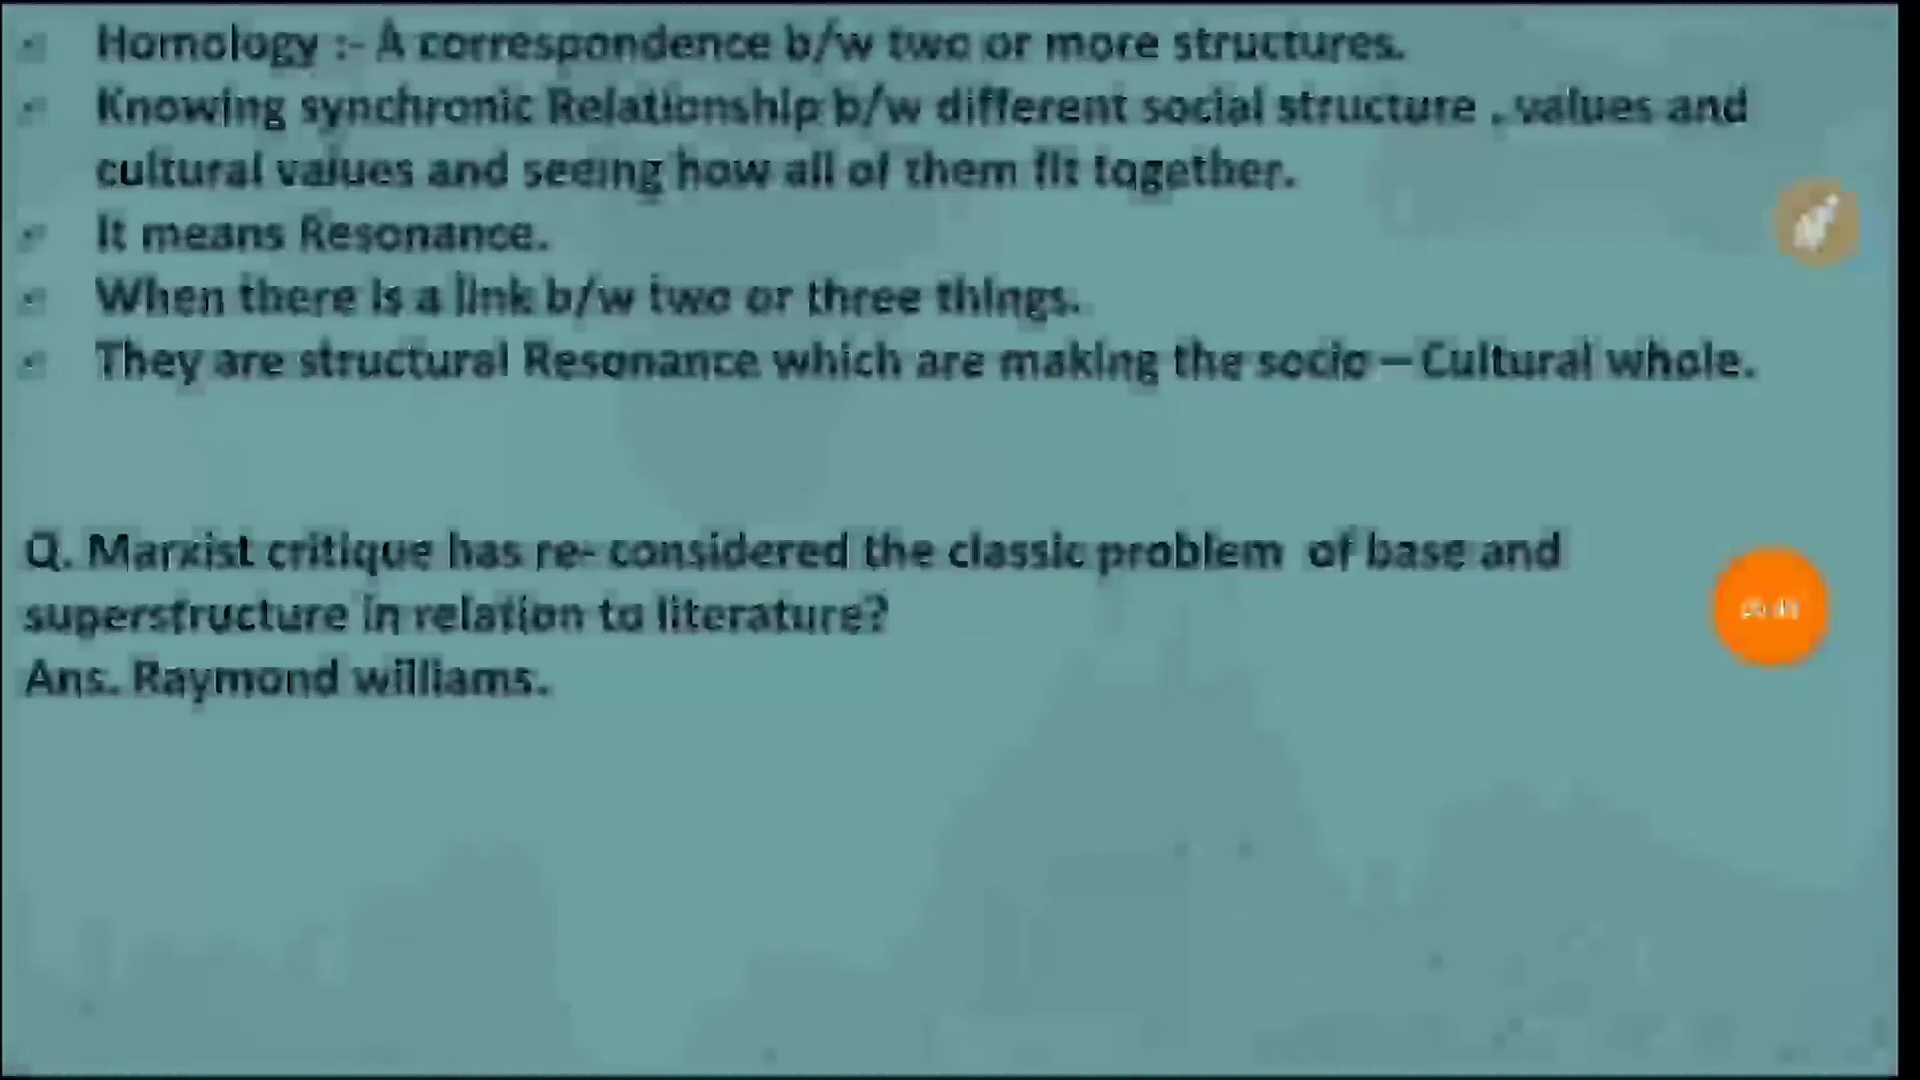 Homology :- A correspondence b/w two or more structures.
Knowing synchronic Relationship b/w different social structure , values and
cultural values and seeing how all of them fit together.
It means Resonance.
When there is a link b/w two or three things.
They are structural Resonance which are making the socio – Cultural whole.
Q. Marxist critique has re- considered the classic problem of base and
superstructure in relation to literature?
Ans. Raymond williams.